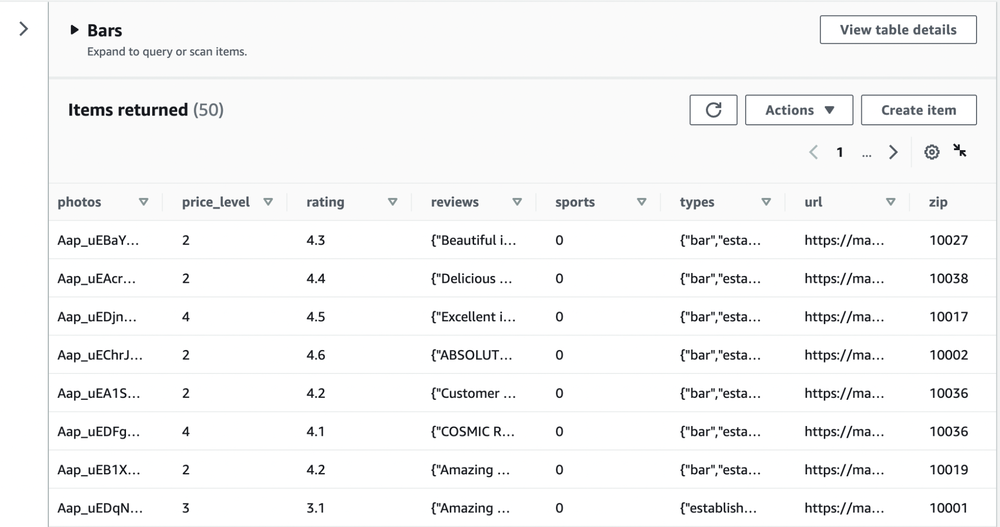 Bars
View table details
Expand to query or scan items.
Items returned (50)
Actions
Create item
1 ...
photos price_level rating reviews sports types url zip
Aap_uEBaY... 2 4.3 {"Beautiful i... 0 {"bar","esta... https://ma... 10027
Aap_uEAcr... 2 4.4 {"Delicious ... 0 {"bar","esta... https://ma... 10038
Aap_uEDjn... 4 4.5 {"Excellent i... 0 {"bar","esta... https://ma... 10017
Aap_uEChrJ... 2 4.6 {"ABSOLUT... 0 {"bar","esta... https://ma... 10002
Aap_uEA1S... 2 4.2 {"Customer ... 0 {"bar","esta... https://ma... 10036
Aap_uEDFg... 4 4.1 {"COSMIC R... 0 {"bar","esta... https://ma... 10036
Aap_uEB1X... 2 4.2 {"Amazing ... 0 {"bar","esta... https://ma... 10019
Aap_uEDqN... 3 3.1 {"Amazing ... 0 {"establish... https://ma... 10001